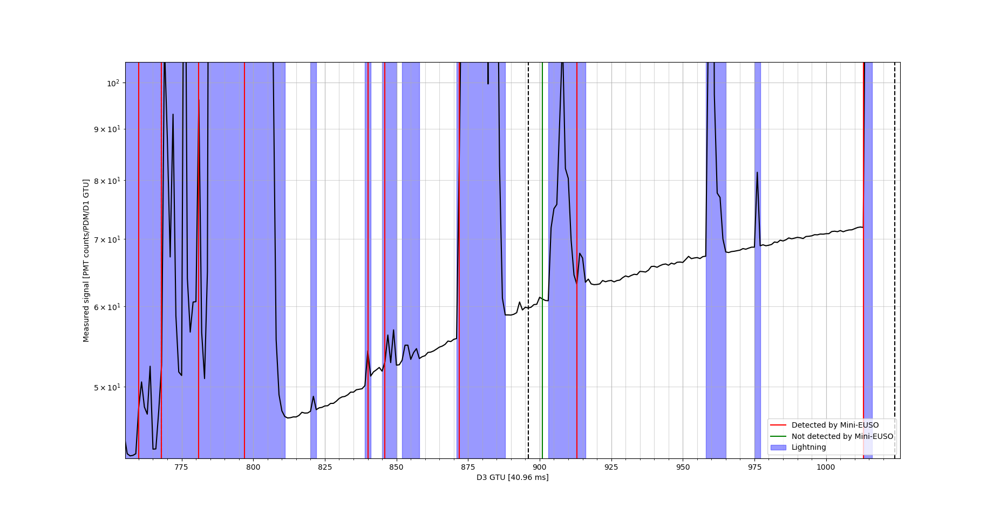 Measured signal [PMT counts/PDM/D1 GTU]
10²
9 × 10¹
8 × 10¹
7 × 10¹
6 × 10¹
5 × 10¹
775 800 825 850 875 900 925 950 975 1000
D3 GTU [40.96 ms]
Detected by Mini-EUSO
Not detected by Mini-EUSO
Lightning